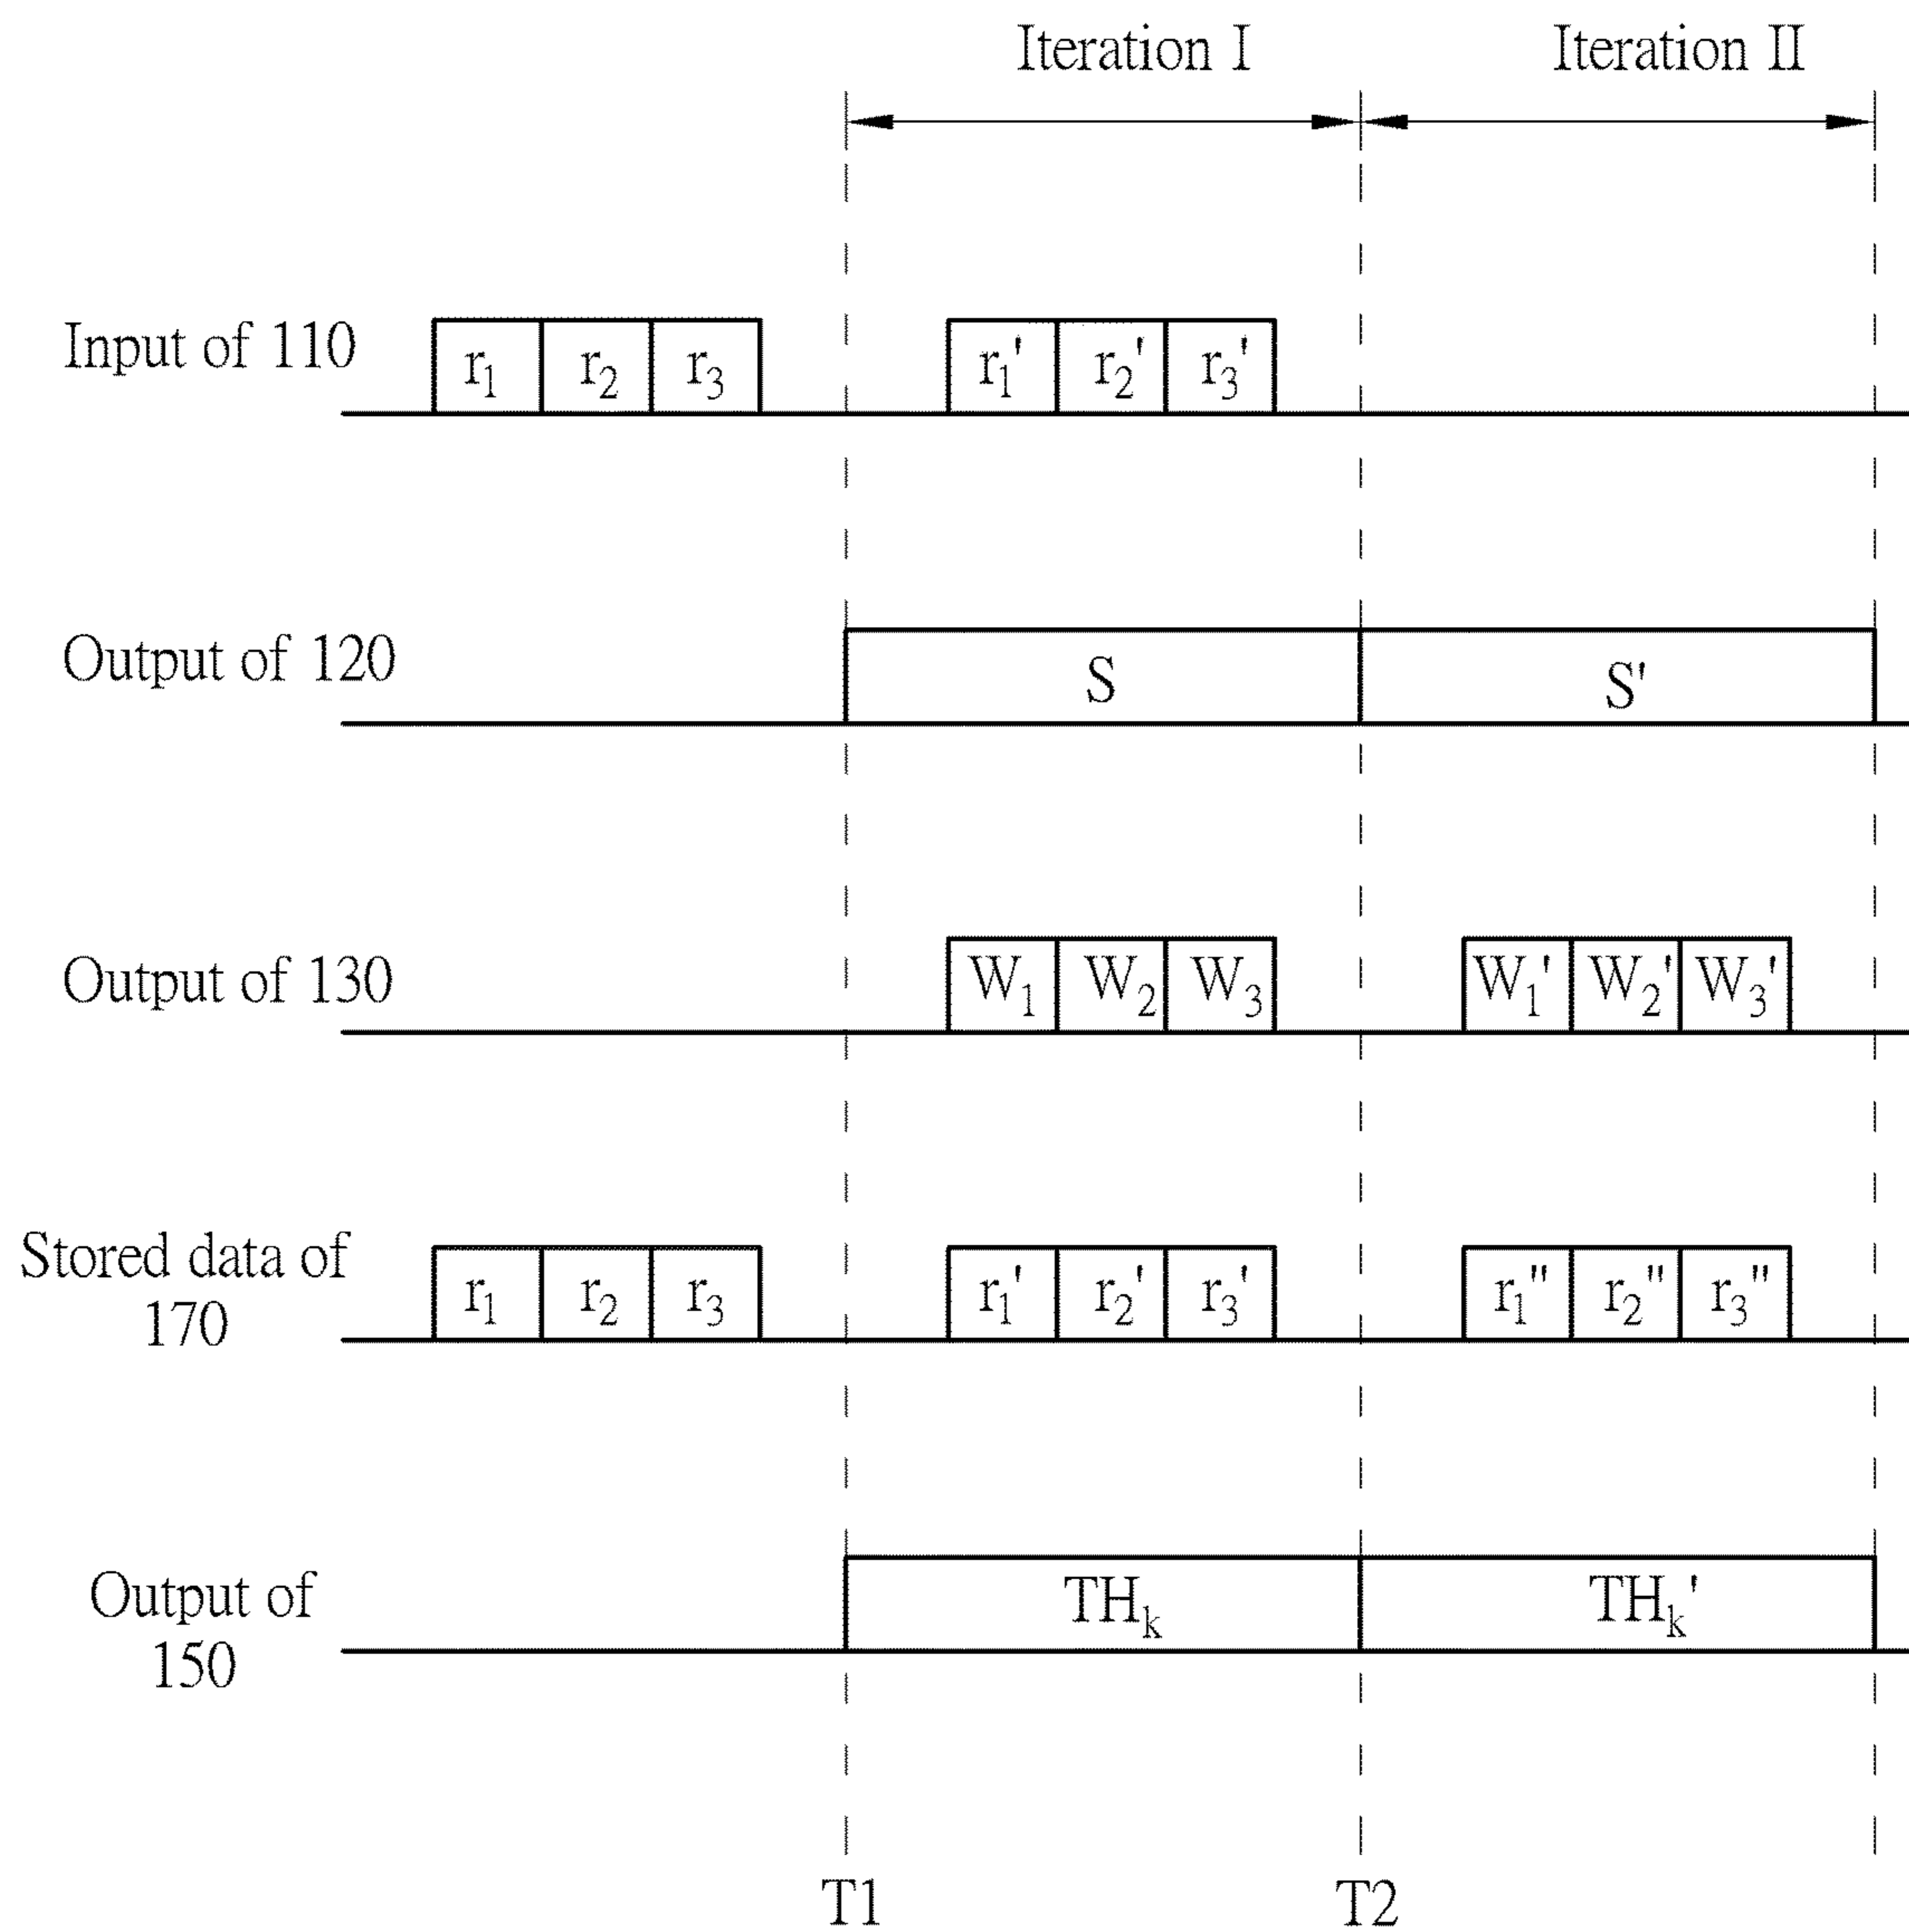 Iteration I Iteration II
Input of 110 r₁ r₂ r₃ r₁' r₂' r₃'
Output of 120 S S'
Output of 130 W₁ W₂ W₃ W₁' W₂' W₃'
Stored data of
170 r₁ r₂ r₃ r₁' r₂' r₃' r₁" r₂" r₃"
Output of
150 THₖ THₖ'
T1 T2